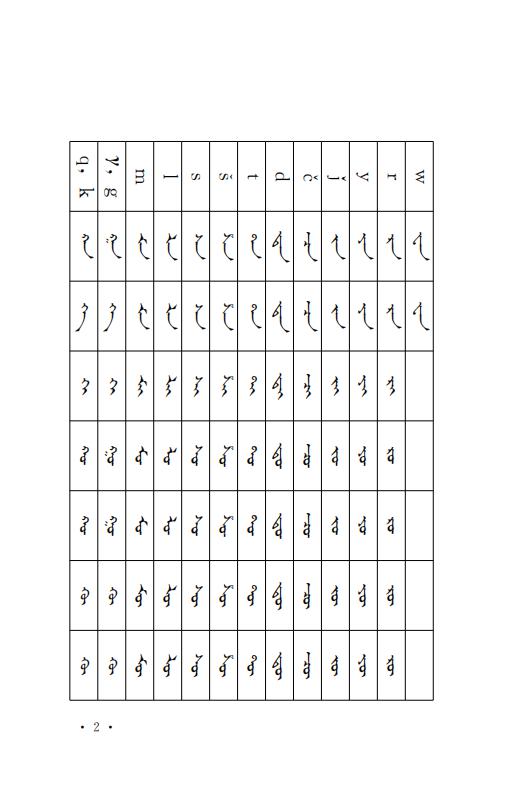 q, k ᠬᠠ ᠬᠡ ᠬᠢ ᠬᠣ ᠬᠤ ᠬᠥ ᠬᠦ
γ, g ᠭᠠ ᠭᠡ ᠭᠢ ᠭᠣ ᠭᠤ ᠭᠥ ᠭᠦ
m ᠮᠠ ᠮᠡ ᠮᠢ ᠮᠣ ᠮᠤ ᠮᠥ ᠮᠦ
l ᠯᠠ ᠯᠡ ᠯᠢ ᠯᠣ ᠯᠤ ᠯᠥ ᠯᠦ
s ᠰᠠ ᠰᠡ ᠰᠢ ᠰᠣ ᠰᠤ ᠰᠥ ᠰᠦ
š ᠱᠠ ᠱᠡ ᠱᠢ ᠱᠣ ᠱᠤ ᠱᠥ ᠱᠦ
t ᠲᠠ ᠲᠡ ᠲᠢ ᠲᠣ ᠲᠤ ᠲᠥ ᠲᠦ
d ᠳᠠ ᠳᠡ ᠳᠢ ᠳᠣ ᠳᠤ ᠳᠥ ᠳᠦ
č ᠴᠠ ᠴᠡ ᠴᠢ ᠴᠣ ᠴᠤ ᠴᠥ ᠴᠦ
ǰ ᠵᠠ ᠵᠡ ᠵᠢ ᠵᠣ ᠵᠤ ᠵᠥ ᠵᠦ
y ᠶᠠ ᠶᠡ ᠶᠢ ᠶᠣ ᠶᠤ ᠶᠥ ᠶᠦ
r ᠷᠠ ᠷᠡ ᠷᠢ ᠷᠣ ᠷᠤ ᠷᠥ ᠷᠦ
w ᠸᠠ ᠸᠡ
· 2 ·